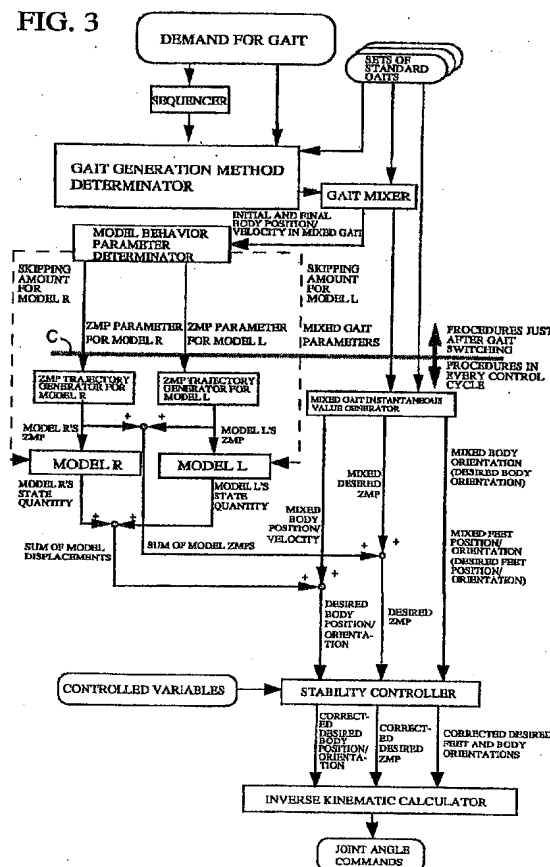 FIG. 3
DEMAND FOR GAIT
SETS OF
STANDARD
GAITS
SEQUENCER
GAIT GENERATION METHOD
DETERMINATOR
GAIT MIXER
INITIAL AND FINAL
BODY POSITION/
VELOCITY IN MIXED GAIT
MODEL BEHAVIOR
PARAMETER
DETERMINATOR
SKIPPING
AMOUNT
FOR
MODEL R
SKIPPING
AMOUNT
FOR
MODEL L
C
ZMP PARAMETER
FOR MODEL R
ZMP PARAMETER
FOR MODEL L
MIXED GAIT
PARAMETERS
PROCEDURES JUST
AFTER GAIT
SWITCHING
PROCEDURES IN
EVERY CONTROL
CYCLE
ZMP TRAJECTORY
GENERATOR FOR
MODEL R
ZMP TRAJECTORY
GENERATOR FOR
MODEL L
MIXED GAIT INSTANTANEOUS
VALUE GENERATOR
MODEL R'S
ZMP
+
+
MODEL L'S
ZMP
MODEL R
MODEL L
MODEL R'S
STATE
QUANTITY
MODEL L'S
STATE
QUANTITY
MIXED
BODY
POSITION/
VELOCITY
MIXED
DESIRED
ZMP
MIXED BODY
ORIENTATION
(DESIRED BODY
ORIENTATION)
MIXED FEET
POSITION/
ORIENTATION
(DESIRED FEET
POSITION/
ORIENTATION)
+
+
SUM OF MODEL
DISPLACEMENTS
SUM OF MODEL ZMPS
+
+
+
+
DESIRED
BODY
POSITION/
ORIENTA-
TION
DESIRED
ZMP
CONTROLLED VARIABLES
STABILITY CONTROLLER
CORRECT-
ED
DESIRED
BODY
POSITION/
ORIENTA-
TION
CORRECT-
ED
DESIRED
ZMP
CORRECTED DESIRED
FEET AND BODY
ORIENTATIONS
INVERSE KINEMATIC CALCULATOR
JOINT ANGLE
COMMANDS